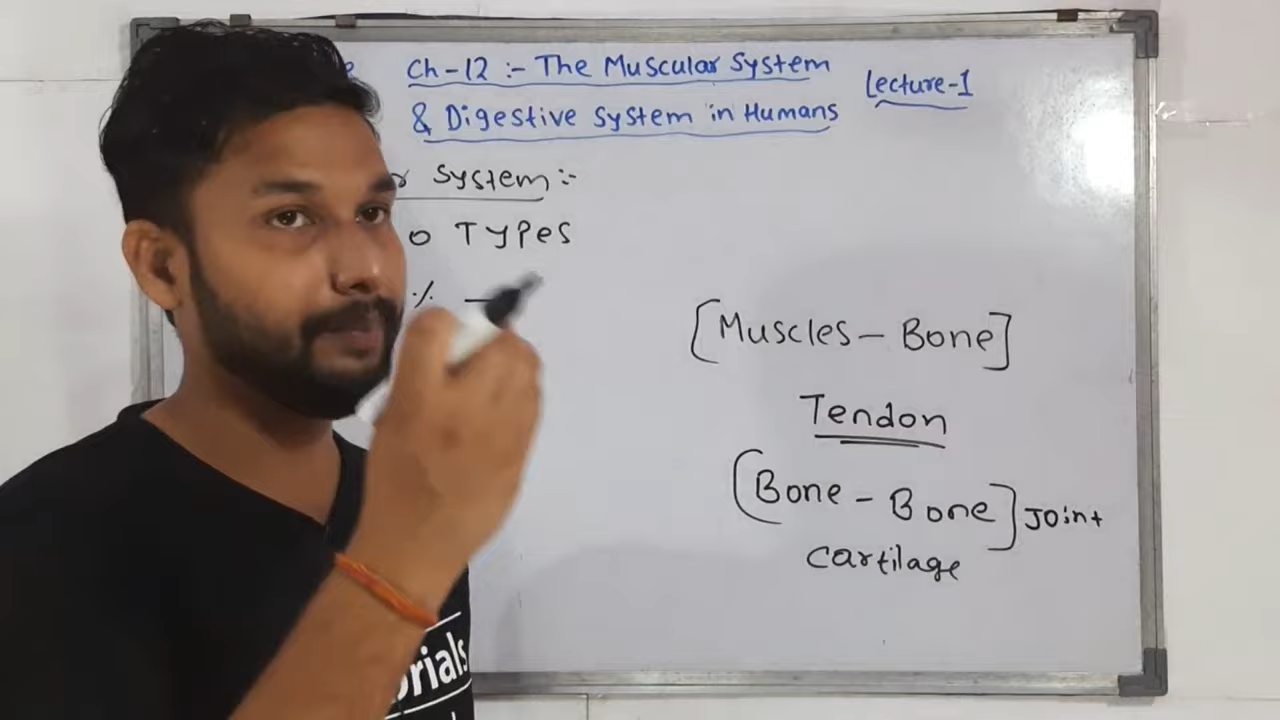 Ch-12 :- The Muscular System
& Digestive System in Humans
Lecture-1
System :-
Types
% —
[Muscles - Bone]
Tendon
[Bone - Bone] Joint
Cartilage